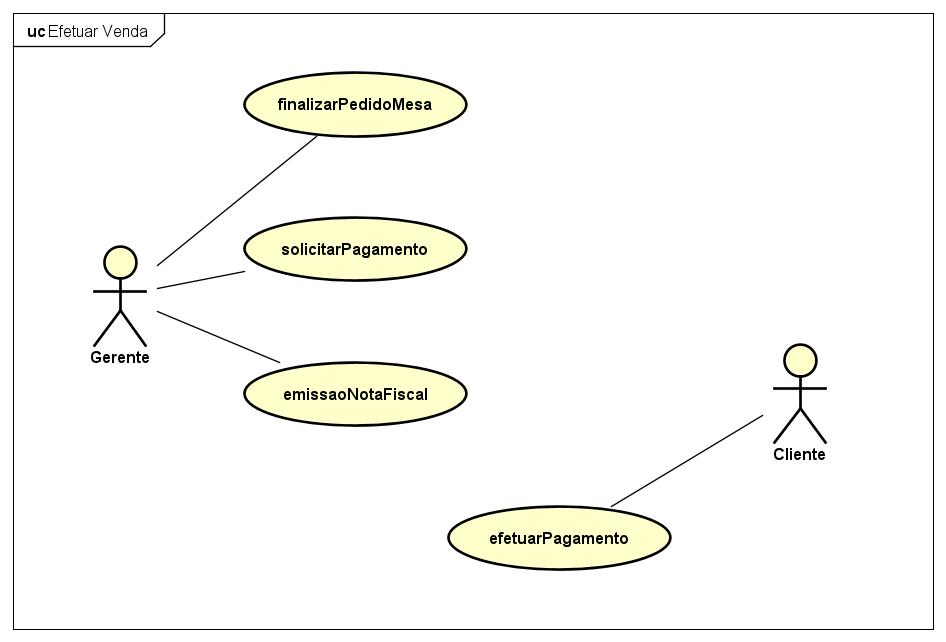 uc Efetuar Venda
finalizarPedidoMesa
solicitarPagamento
Gerente
emissaoNotaFiscal
Cliente
efetuarPagamento